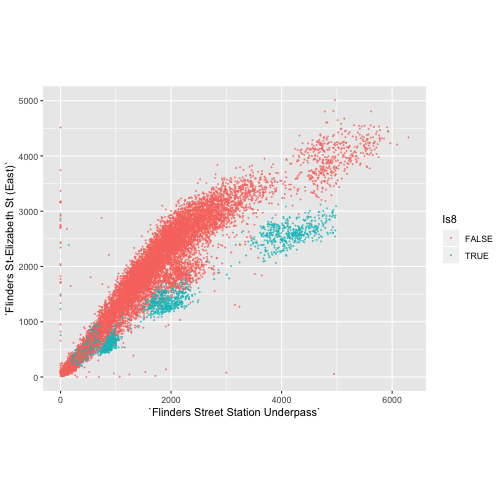 5000
4000
3000
2000
1000
0
0
2000
4000
6000
`Flinders Street Station Underpass`
`Flinders St-Elizabeth St (East)`
Is8
FALSE
TRUE